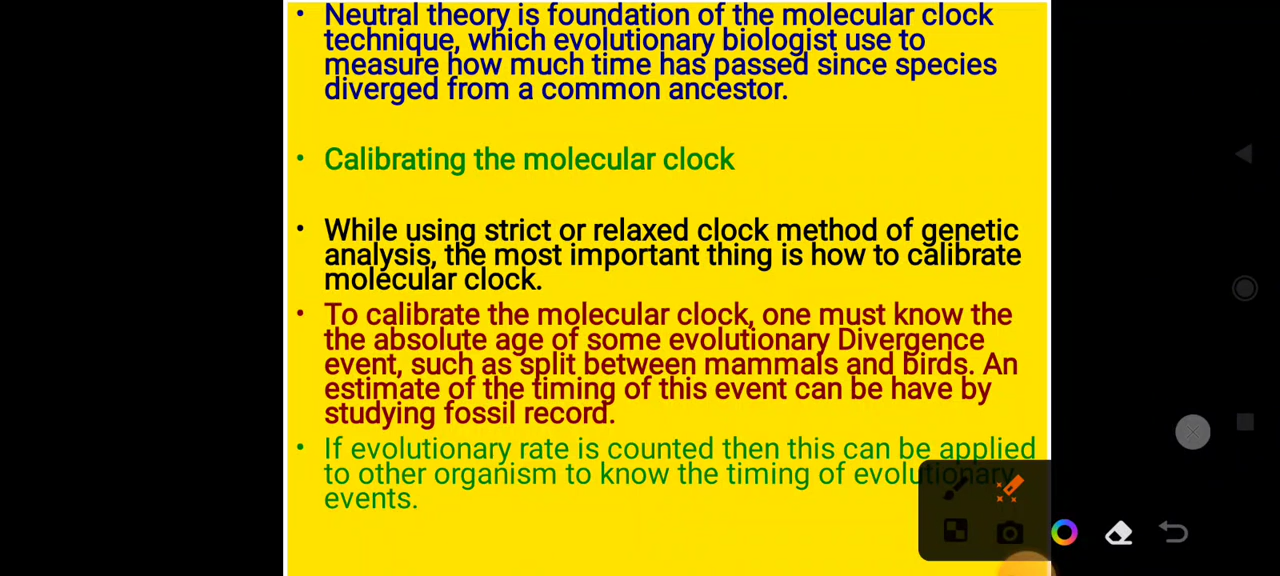 • Neutral theory is foundation of the molecular clock
technique, which evolutionary biologist use to
measure how much time has passed since species
diverged from a common ancestor.
• Calibrating the molecular clock
• While using strict or relaxed clock method of genetic
analysis, the most important thing is how to calibrate
molecular clock.
• To calibrate the molecular clock, one must know the
the absolute age of some evolutionary Divergence
event, such as split between mammals and birds. An
estimate of the timing of this event can be have by
studying fossil record.
• If evolutionary rate is counted then this can be applied
to other organism to know the timing of evolutionary
events.